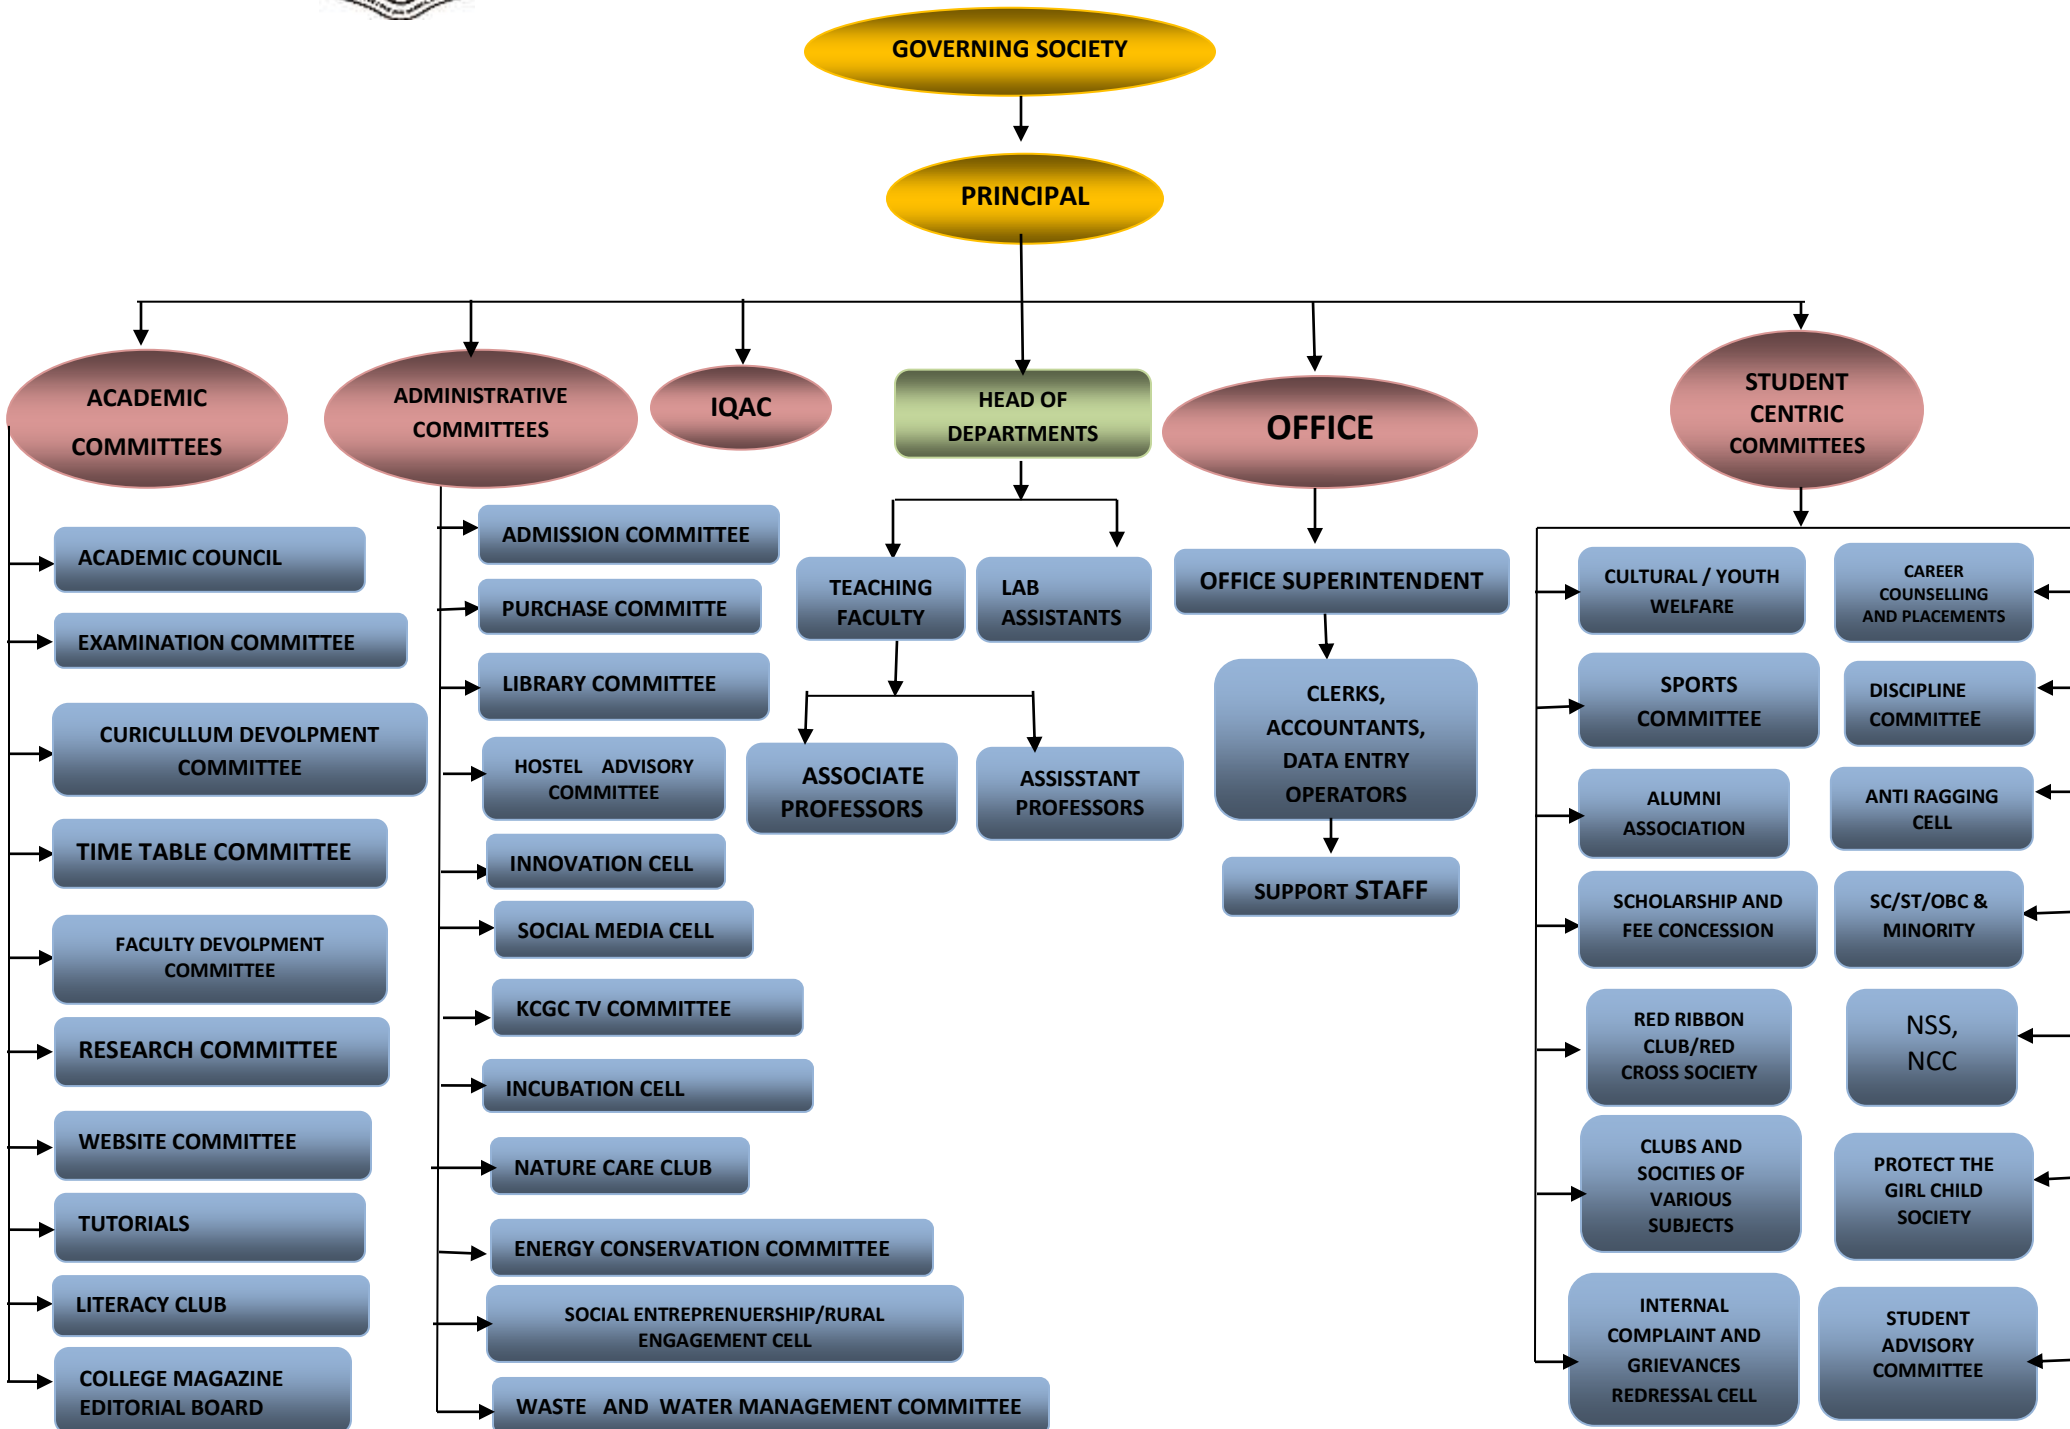 GOVERNING SOCIETY
PRINCIPAL
ACADEMIC
COMMITTEES
ADMINISTRATIVE
COMMITTEES
IQAC
HEAD OF
DEPARTMENTS
OFFICE
STUDENT
CENTRIC
COMMITTEES
ACADEMIC COUNCIL
EXAMINATION COMMITTEE
CURICULLUM DEVOLPMENT
COMMITTEE
TIME TABLE COMMITTEE
FACULTY DEVOLPMENT
COMMITTEE
RESEARCH COMMITTEE
WEBSITE COMMITTEE
TUTORIALS
LITERACY CLUB
COLLEGE MAGAZINE
EDITORIAL BOARD
ADMISSION COMMITTEE
PURCHASE COMMITTE
LIBRARY COMMITTEE
HOSTEL ADVISORY
COMMITTEE
INNOVATION CELL
SOCIAL MEDIA CELL
KCGC TV COMMITTEE
INCUBATION CELL
NATURE CARE CLUB
ENERGY CONSERVATION COMMITTEE
SOCIAL ENTREPRENUERSHIP/RURAL
ENGAGEMENT CELL
WASTE AND WATER MANAGEMENT COMMITTEE
TEACHING
FACULTY
LAB
ASSISTANTS
ASSOCIATE
PROFESSORS
ASSISSTANT
PROFESSORS
OFFICE SUPERINTENDENT
CLERKS,
ACCOUNTANTS,
DATA ENTRY
OPERATORS
SUPPORT STAFF
CULTURAL / YOUTH
WELFARE
CAREER
COUNSELLING
AND PLACEMENTS
SPORTS
COMMITTEE
DISCIPLINE
COMMITTEE
ALUMNI
ASSOCIATION
ANTI RAGGING
CELL
SCHOLARSHIP AND
FEE CONCESSION
SC/ST/OBC &
MINORITY
RED RIBBON
CLUB/RED
CROSS SOCIETY
NSS,
NCC
CLUBS AND
SOCITIES OF
VARIOUS
SUBJECTS
PROTECT THE
GIRL CHILD
SOCIETY
INTERNAL
COMPLAINT AND
GRIEVANCES
REDRESSAL CELL
STUDENT
ADVISORY
COMMITTEE